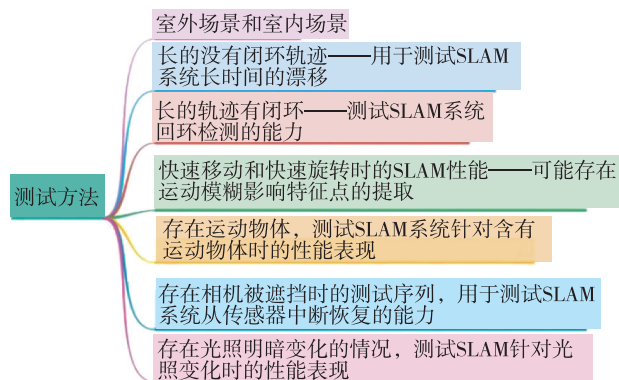 室外场景和室内场景
长的没有闭环轨迹——用于测试SLAM
系统长时间的漂移
长的轨迹有闭环——测试SLAM系统
回环检测的能力
快速移动和快速旋转时的SLAM性能——可能存在
运动模糊影响特征点的提取
测试方法
存在运动物体，测试SLAM系统针对含有
运动物体时的性能表现
存在相机被遮挡时的测试序列，用于测试SLAM
系统从传感器中断恢复的能力
存在光照明暗变化的情况，测试SLAM针对光
照变化时的性能表现